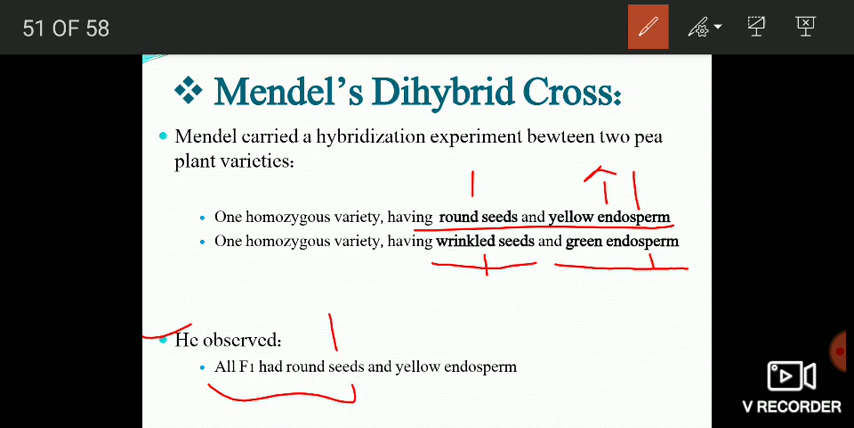 51 OF 58
❖ Mendel's Dihybrid Cross:
• Mendel carried a hybridization experiment bewteen two pea
plant varieties:
• One homozygous variety, having round seeds and yellow endosperm
• One homozygous variety, having wrinkled seeds and green endosperm
• He observed:
• All F1 had round seeds and yellow endosperm
V RECORDER